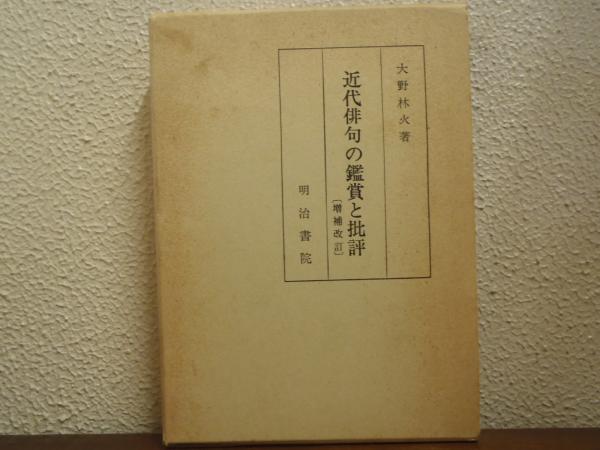 大野林火著
近代俳句の鑑賞と批評
〔増補改訂〕
明治書院